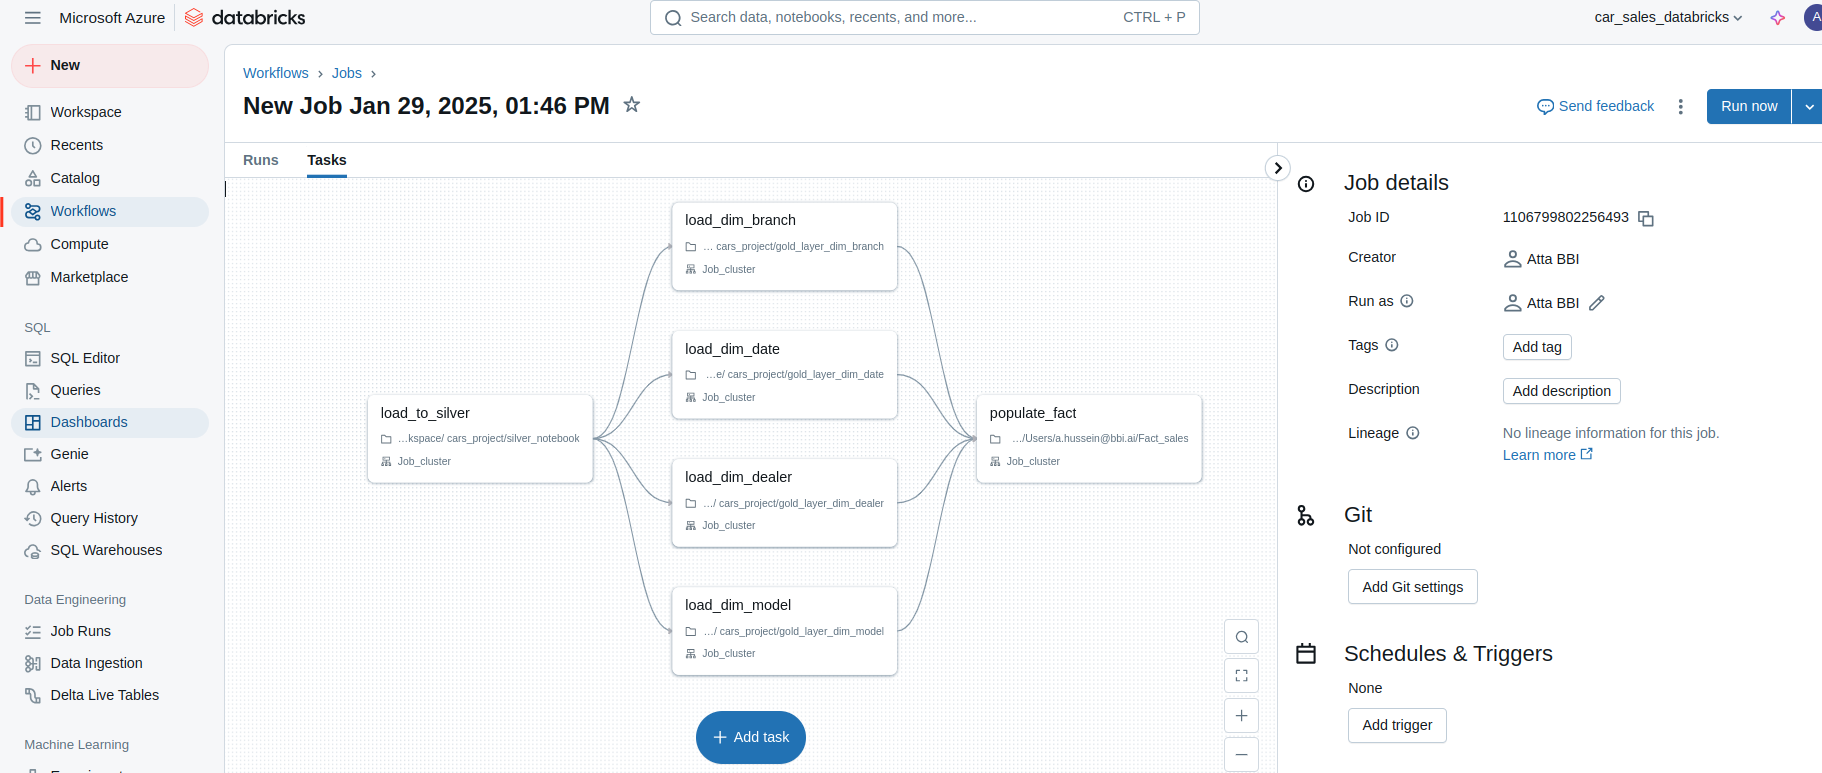 Microsoft Azure databricks
Search data, notebooks, recents, and more... CTRL + P
car_sales_databricks
A
New
Workspace
Recents
Catalog
Workflows
Compute
Marketplace
SQL
SQL Editor
Queries
Dashboards
Genie
Alerts
Query History
SQL Warehouses
Data Engineering
Job Runs
Data Ingestion
Delta Live Tables
Machine Learning
Workflows › Jobs ›
New Job Jan 29, 2025, 01:46 PM
Send feedback
Run now
Runs Tasks
load_to_silver
...kspace/ cars_project/silver_notebook
Job_cluster
load_dim_branch
... cars_project/gold_layer_dim_branch
Job_cluster
load_dim_date
...e/ cars_project/gold_layer_dim_date
Job_cluster
load_dim_dealer
.../ cars_project/gold_layer_dim_dealer
Job_cluster
load_dim_model
.../ cars_project/gold_layer_dim_model
Job_cluster
populate_fact
.../Users/a.hussein@bbi.ai/Fact_sales
Job_cluster
Add task
Job details
Job ID 1106799802256493
Creator Atta BBI
Run as Atta BBI
Tags Add tag
Description Add description
Lineage No lineage information for this job.
Learn more
Git
Not configured
Add Git settings
Schedules & Triggers
None
Add trigger